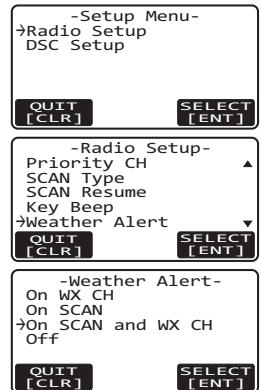 -Setup Menu-
→Radio Setup
DSC Setup
QUIT SELECT
[CLR] [ENT]
-Radio Setup-
Priority CH ▲
SCAN Type
SCAN Resume
Key Beep
→Weather Alert ▼
QUIT SELECT
[CLR] [ENT]
-Weather Alert-
On WX CH
On SCAN
→On SCAN and WX CH
Off
QUIT SELECT
[CLR] [ENT]